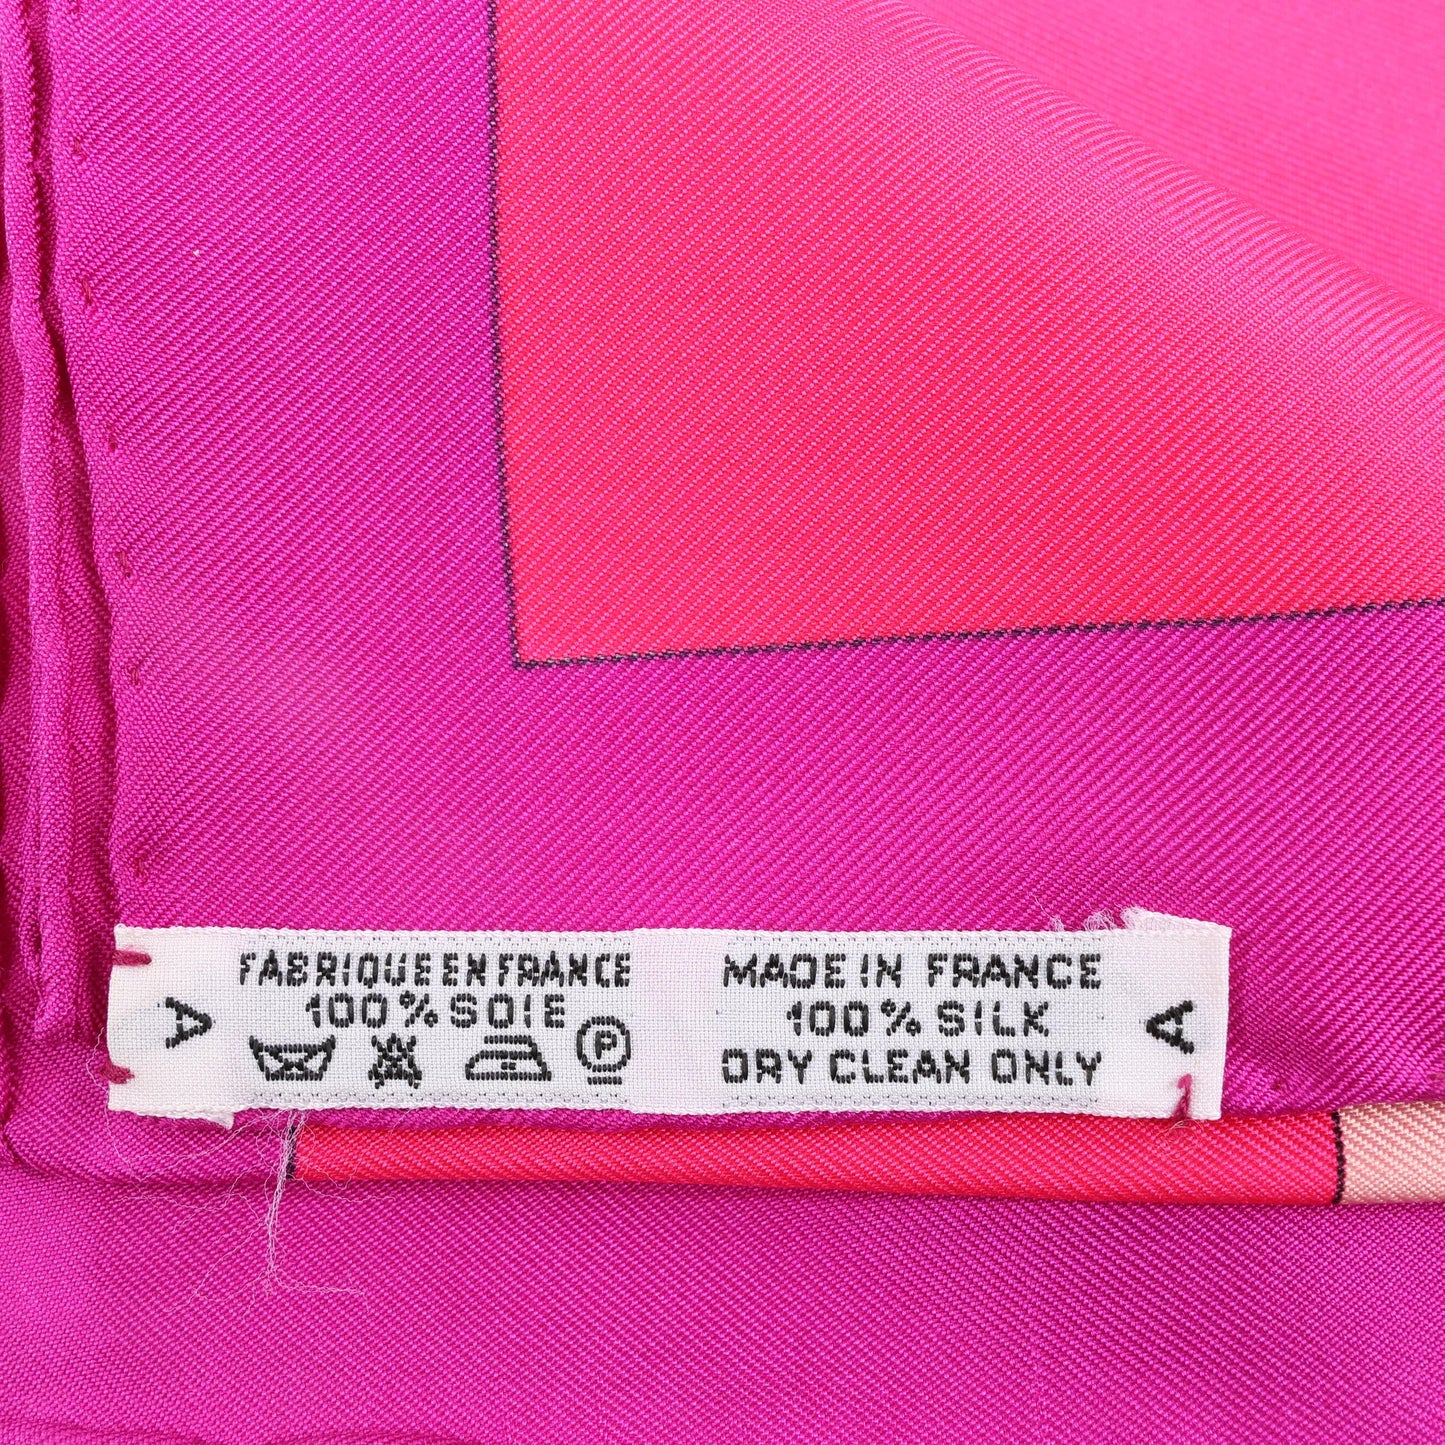 A
FABRIQUE EN FRANCE
100% SOIE
P
MADE IN FRANCE
100% SILK
DRY CLEAN ONLY
A